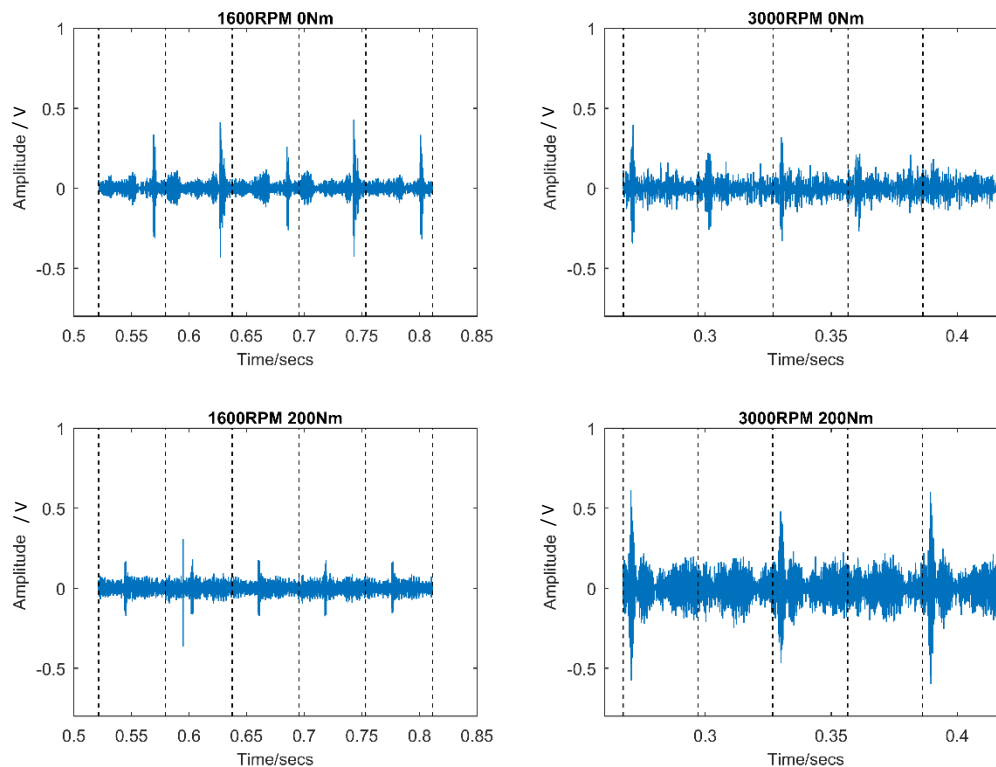 1600RPM 0Nm
1
0.5
0
-0.5
Amplitude / V
0.5 0.55 0.6 0.65 0.7 0.75 0.8 0.85
Time/secs
3000RPM 0Nm
1
0.5
0
-0.5
Amplitude / V
0.3 0.35 0.4
Time/secs
1600RPM 200Nm
1
0.5
0
-0.5
Amplitude / V
0.5 0.55 0.6 0.65 0.7 0.75 0.8 0.85
Time/secs
3000RPM 200Nm
1
0.5
0
-0.5
Amplitude / V
0.3 0.35 0.4
Time/secs